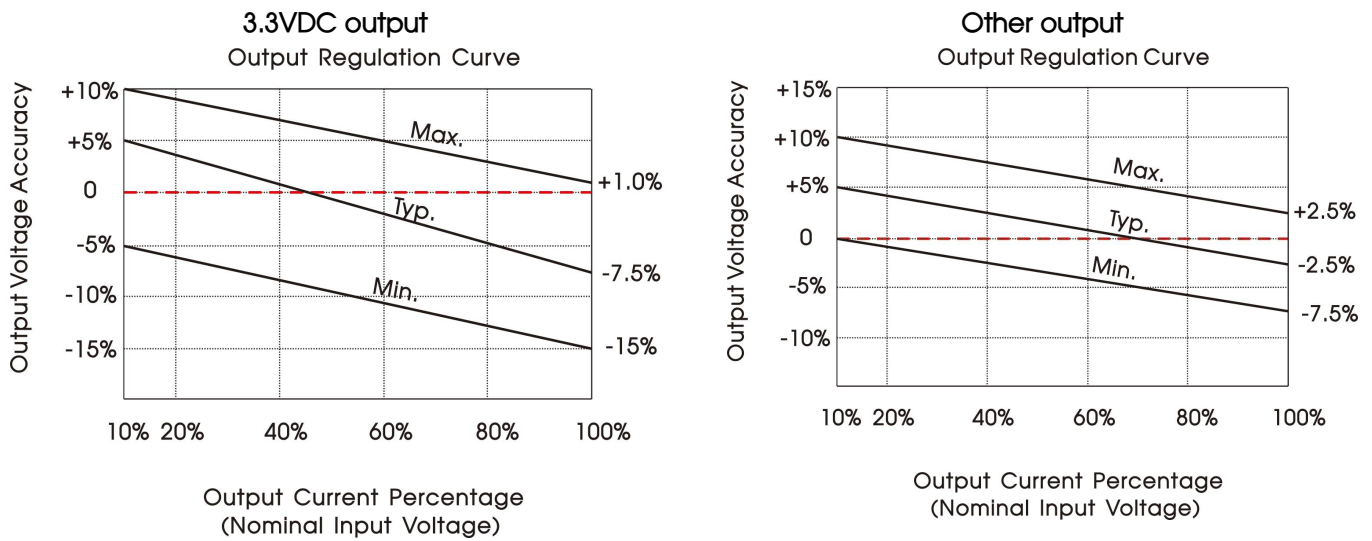 3.3VDC output
Output Regulation Curve
Output Voltage Accuracy
+10%
+5%
0
-5%
-10%
-15%
Max.
Typ.
Min.
+1.0%
-7.5%
-15%
10% 20% 40% 60% 80% 100%
Output Current Percentage
(Nominal Input Voltage)
Other output
Output Regulation Curve
Output Voltage Accuracy
+15%
+10%
+5%
0
-5%
-10%
Max.
Typ.
Min.
+2.5%
-2.5%
-7.5%
10% 20% 40% 60% 80% 100%
Output Current Percentage
(Nominal Input Voltage)